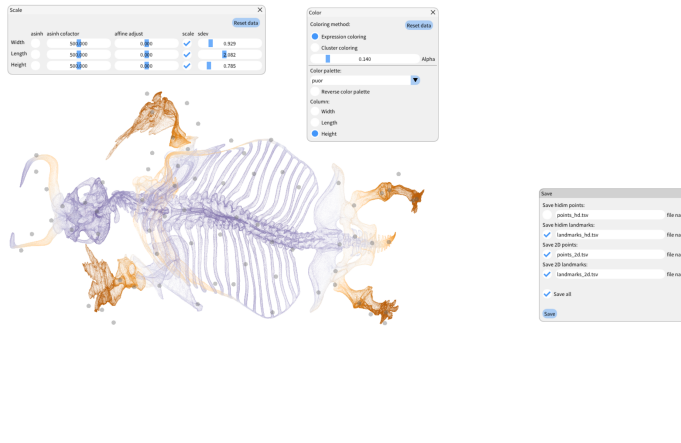 Scale
Reset data
asinh asinh cofactor affine adjust scale sdev
Width 500.000 0.000 0.929
Length 500.000 0.000 2.082
Height 500.000 0.000 0.785
Color
Coloring method: Reset data
Expression coloring
Cluster coloring
0.240 Alpha
Color palette:
puor
Reverse color palette
Column:
Width
Length
Height
Save
Save hidim points:
points_hd.tsv file na
Save hidim landmarks:
landmarks_hd.tsv file na
Save 2D points:
points_2d.tsv file na
Save 2D landmarks:
landmarks_2d.tsv file na
Save all
Save